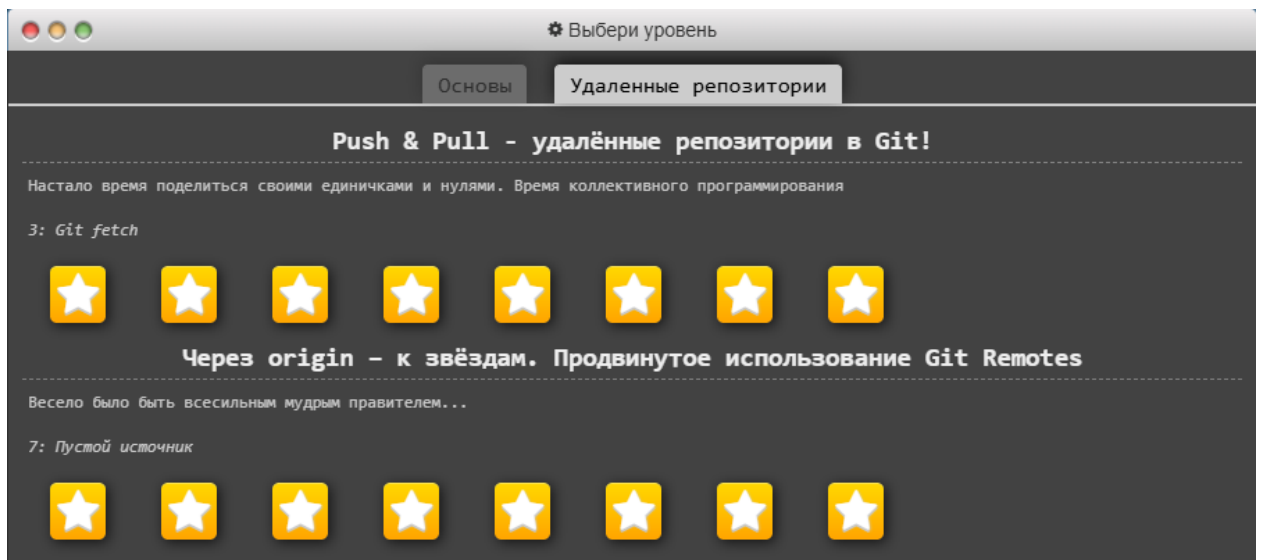 Выбери уровень
Основы
Удаленные репозитории
Push & Pull - удалённые репозитории в Git!
Настало время поделиться своими единичками и нулями. Время коллективного программирования
3: Git fetch
Через origin – к звёздам. Продвинутое использование Git Remotes
Весело было быть всесильным мудрым правителем...
7: Пустой источник